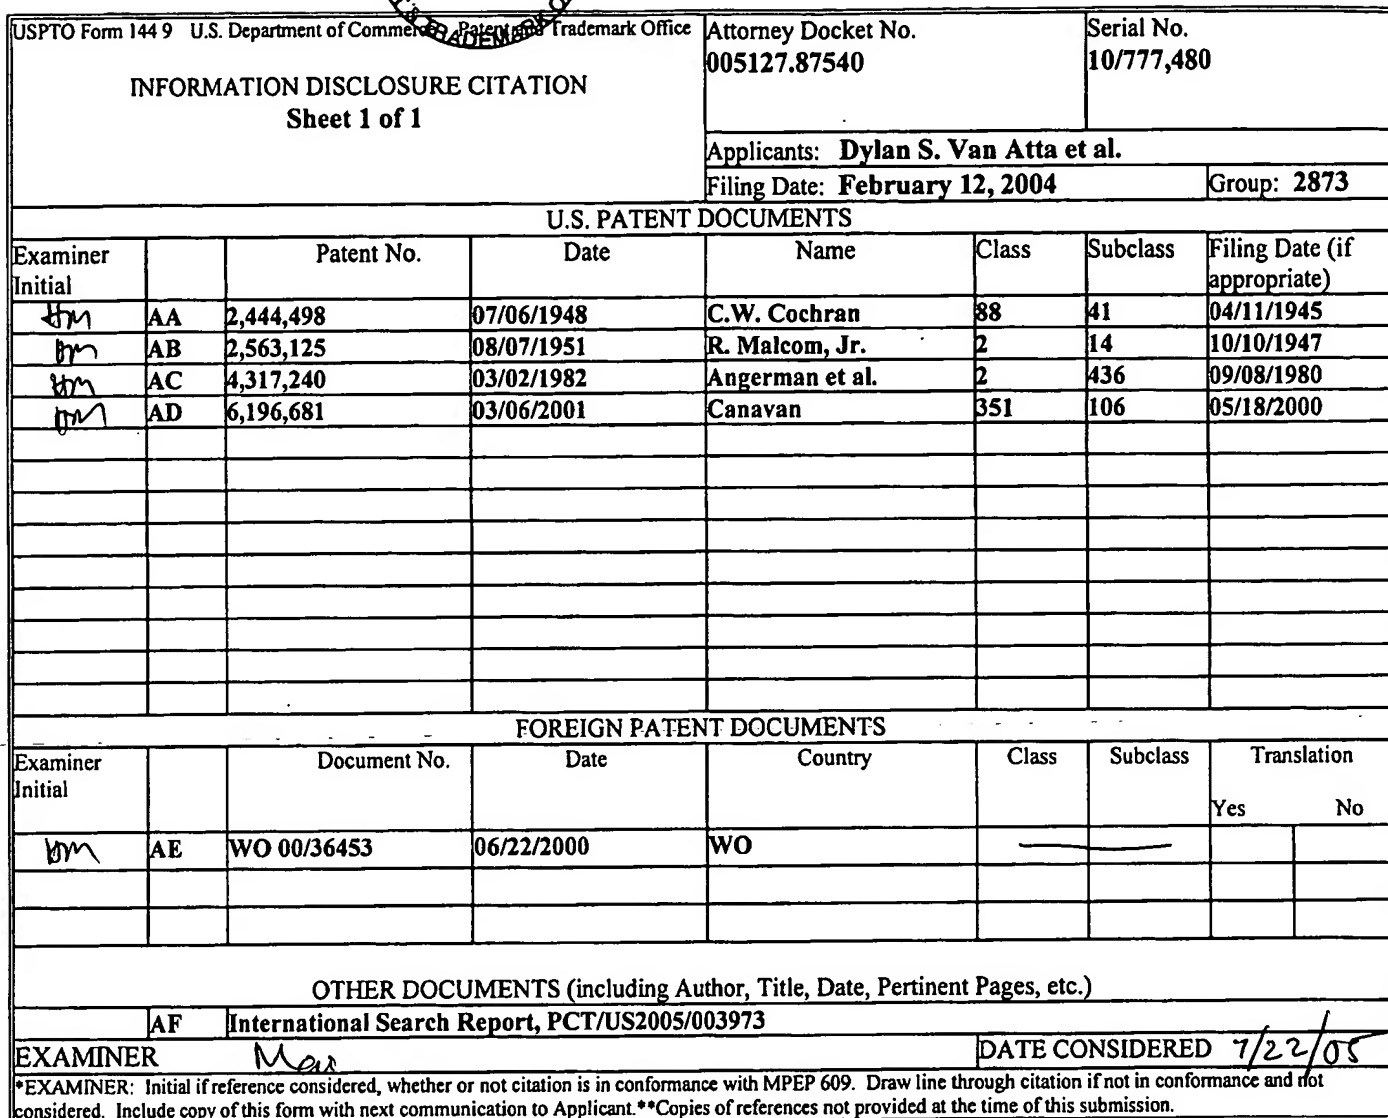 USPTO Form 144 9 U.S. Department of Commerce Patent and Trademark Office
INFORMATION DISCLOSURE CITATION
Sheet 1 of 1
Attorney Docket No.
005127.87540
Serial No.
10/777,480
Applicants: Dylan S. Van Atta et al.
Filing Date: February 12, 2004
Group: 2873
U.S. PATENT DOCUMENTS
Examiner Initial Patent No. Date Name Class Subclass Filing Date (if appropriate)
AA 2,444,498 07/06/1948 C.W. Cochran 88 41 04/11/1945
AB 2,563,125 08/07/1951 R. Malcom, Jr. 2 14 10/10/1947
AC 4,317,240 03/02/1982 Angerman et al. 2 436 09/08/1980
AD 6,196,681 03/06/2001 Canavan 351 106 05/18/2000
FOREIGN PATENT DOCUMENTS
Examiner Initial Document No. Date Country Class Subclass Translation
Yes No
AE WO 00/36453 06/22/2000 WO
OTHER DOCUMENTS (including Author, Title, Date, Pertinent Pages, etc.)
AF International Search Report, PCT/US2005/003973
EXAMINER DATE CONSIDERED 7/22/05
*EXAMINER: Initial if reference considered, whether or not citation is in conformance with MPEP 609. Draw line through citation if not in conformance and not
considered. Include copy of this form with next communication to Applicant.**Copies of references not provided at the time of this submission.